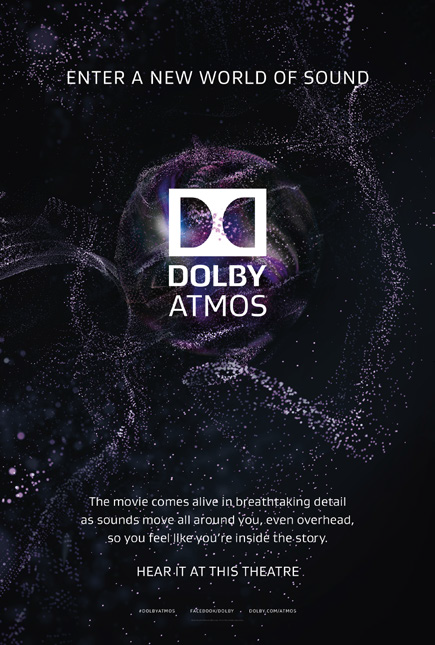 ENTER A NEW WORLD OF SOUND
DOLBY
ATMOS
The movie comes alive in breathtaking detail
as sounds move all around you, even overhead,
so you feel like you're inside the story.
HEAR IT AT THIS THEATRE
#DOLBYATMOS FACEBOOK/DOLBY DOLBY.COM/ATMOS